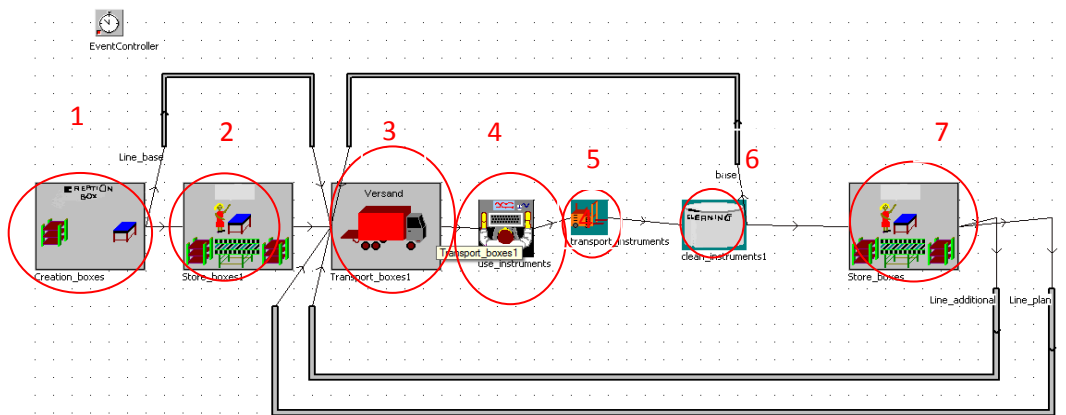 EventController
1
2
3
4
5
6
7
Line_base
base
CREATION
BOX
Versand
CLEANING
transport_instruments
Transport_boxes1
use_instruments
clean_instruments1
Creation_boxes
Store_boxes1
Transport_boxes1
Store_boxes
Line_additional
Line_plan